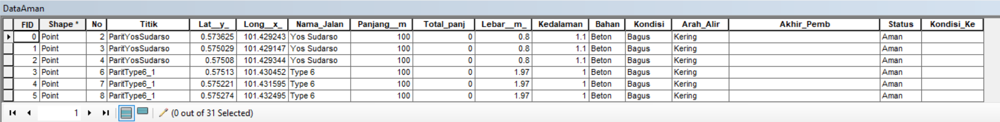 DataAman
FID Shape * No Titik Lat__y_ Long__x_ Nama_Jalan Panjang__m Total_panj Lebar__m_ Kedalaman Bahan Kondisi Arah_Alir Akhir_Pemb Status Kondisi_Ke
0 Point 2 ParitYosSudarso 0.573625 101.429243 Yos Sudarso 100 0 0.8 1.1 Beton Bagus Kering Aman
1 Point 3 ParitYosSudarso 0.575029 101.429147 Yos Sudarso 100 0 0.8 1.1 Beton Bagus Kering Aman
2 Point 4 ParitYosSudarso 0.57508 101.429344 Yos Sudarso 100 0 0.8 1.1 Beton Bagus Kering Aman
3 Point 6 ParitType6_1 0.57513 101.430452 Type 6 100 0 1.97 1 Beton Bagus Kering Aman
4 Point 7 ParitType6_1 0.575221 101.431595 Type 6 100 0 1.97 1 Beton Bagus Kering Aman
5 Point 8 ParitType6_1 0.575274 101.432495 Type 6 100 0 1.97 1 Beton Bagus Kering Aman
1 (0 out of 31 Selected)